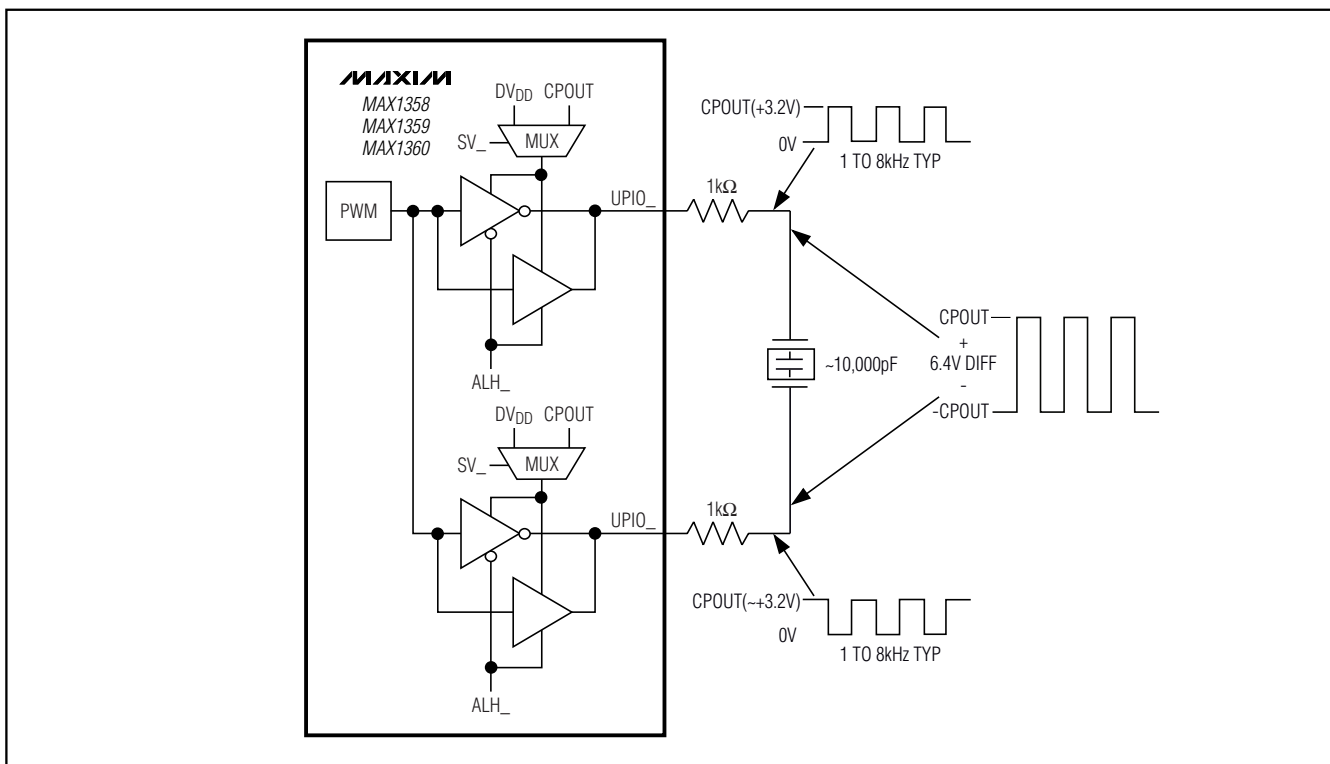 MAXIM
MAX1358
MAX1359
MAX1360
DVDD CPOUT
SV_
MUX
PWM
UPIO_
1kΩ
ALH_
CPOUT(+3.2V)
0V
1 TO 8kHz TYP
~10,000pF
CPOUT
+
6.4V DIFF
-
-CPOUT
DVDD CPOUT
SV_
MUX
UPIO_
1kΩ
ALH_
CPOUT(~+3.2V)
0V
1 TO 8kHz TYP